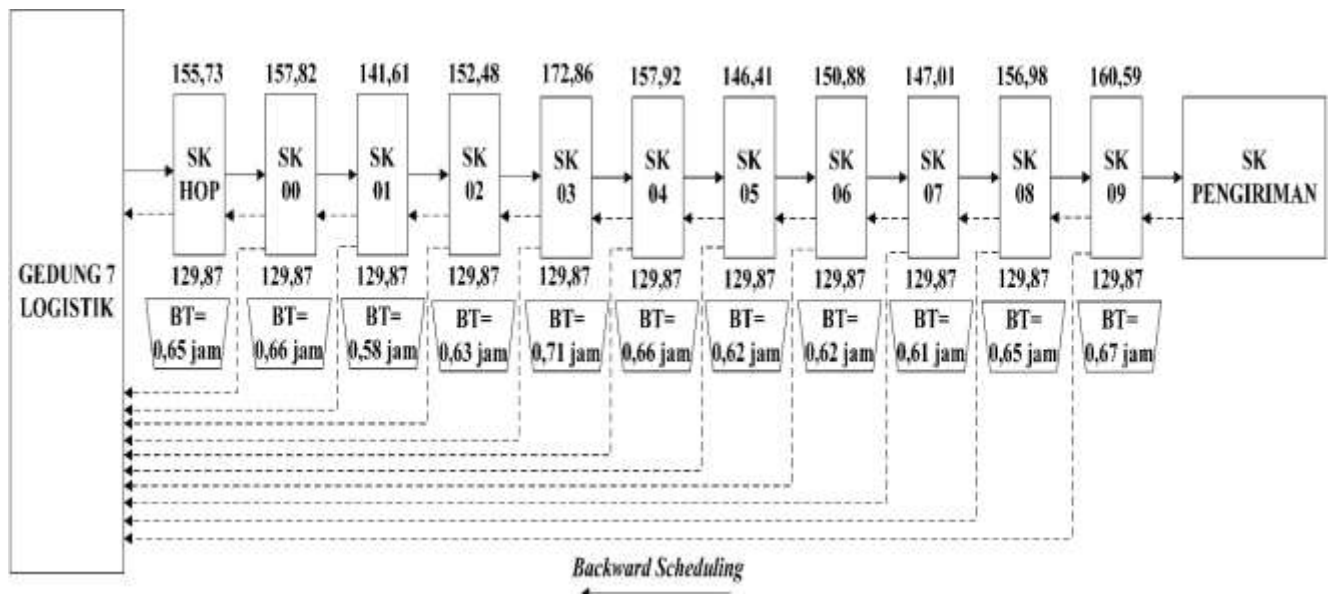 155,73 157,82 141,61 152,48 172,86 157,92 146,41 150,88 147,01 156,98 160,59
SK HOP
SK 00
SK 01
SK 02
SK 03
SK 04
SK 05
SK 06
SK 07
SK 08
SK 09
SK PENGIRIMAN
GEDUNG 7
LOGISTIK
129,87 129,87 129,87 129,87 129,87 129,87 129,87 129,87 129,87 129,87 129,87
BT= BT= BT= BT= BT= BT= BT= BT= BT= BT= BT=
0,65 jam 0,66 jam 0,58 jam 0,63 jam 0,71 jam 0,66 jam 0,62 jam 0,62 jam 0,61 jam 0,65 jam 0,67 jam
Backward Scheduling